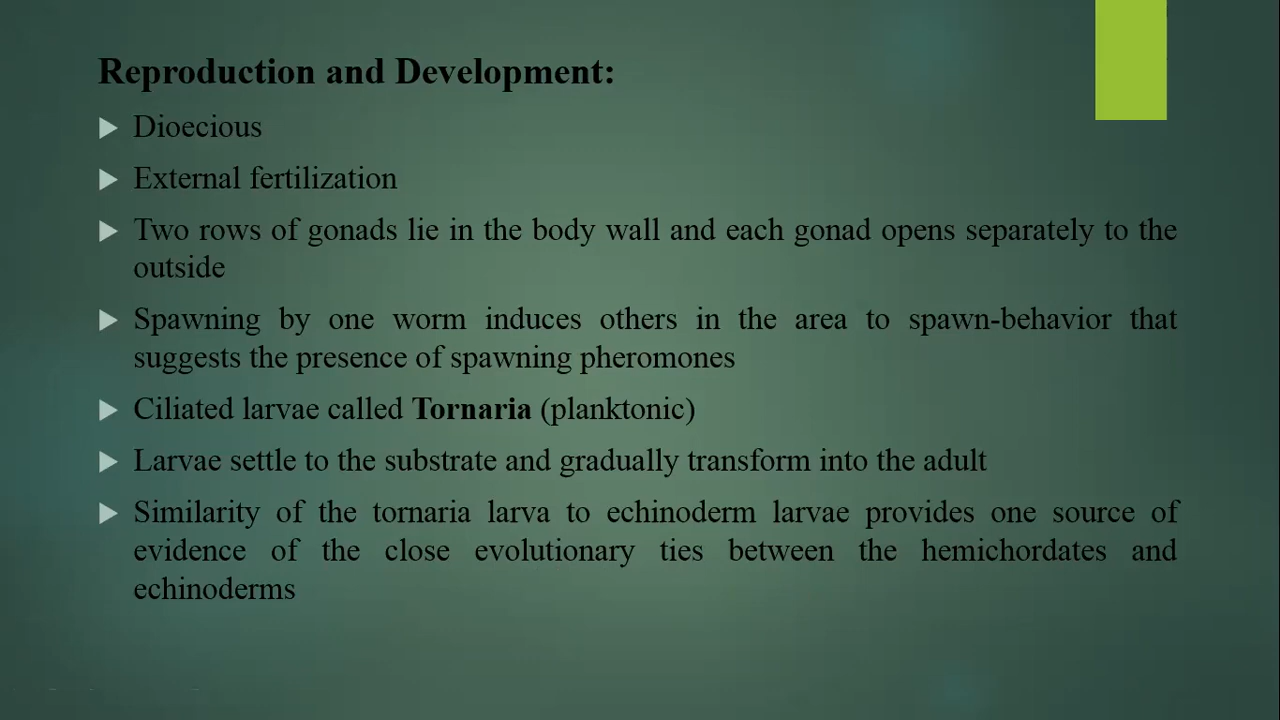 Reproduction and Development:
Dioecious
External fertilization
Two rows of gonads lie in the body wall and each gonad opens separately to the
outside
Spawning by one worm induces others in the area to spawn-behavior that
suggests the presence of spawning pheromones
Ciliated larvae called Tornaria (planktonic)
Larvae settle to the substrate and gradually transform into the adult
Similarity of the tornaria larva to echinoderm larvae provides one source of
evidence of the close evolutionary ties between the hemichordates and
echinoderms